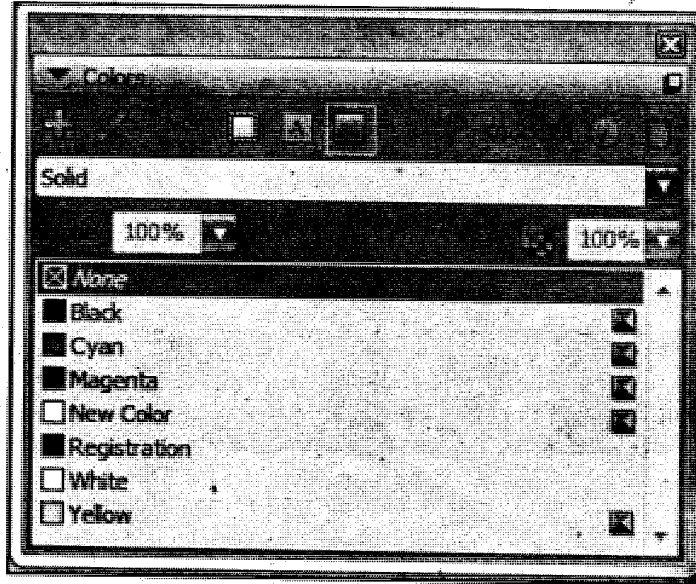 Colors
Solid
100% 100%
None
Black
Cyan
Magenta
New Color
Registration
White
Yellow